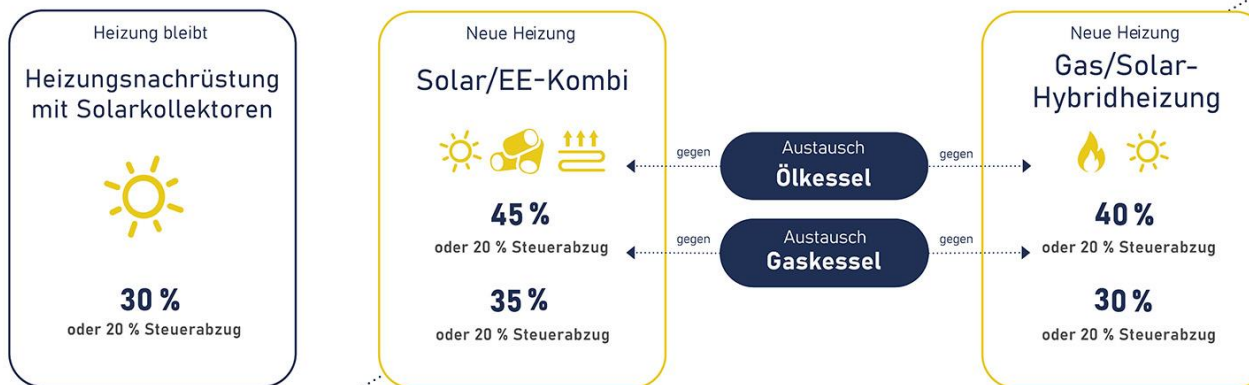 Heizung bleibt
Heizungsnachrüstung
mit Solarkollektoren
30 %
oder 20 % Steuerabzug
Neue Heizung
Solar/EE-Kombi
45 %
oder 20 % Steuerabzug
35 %
oder 20 % Steuerabzug
gegen
Austausch
Ölkessel
gegen
gegen
Austausch
Gaskessel
gegen
Neue Heizung
Gas/Solar-
Hybridheizung
40 %
oder 20 % Steuerabzug
30 %
oder 20 % Steuerabzug